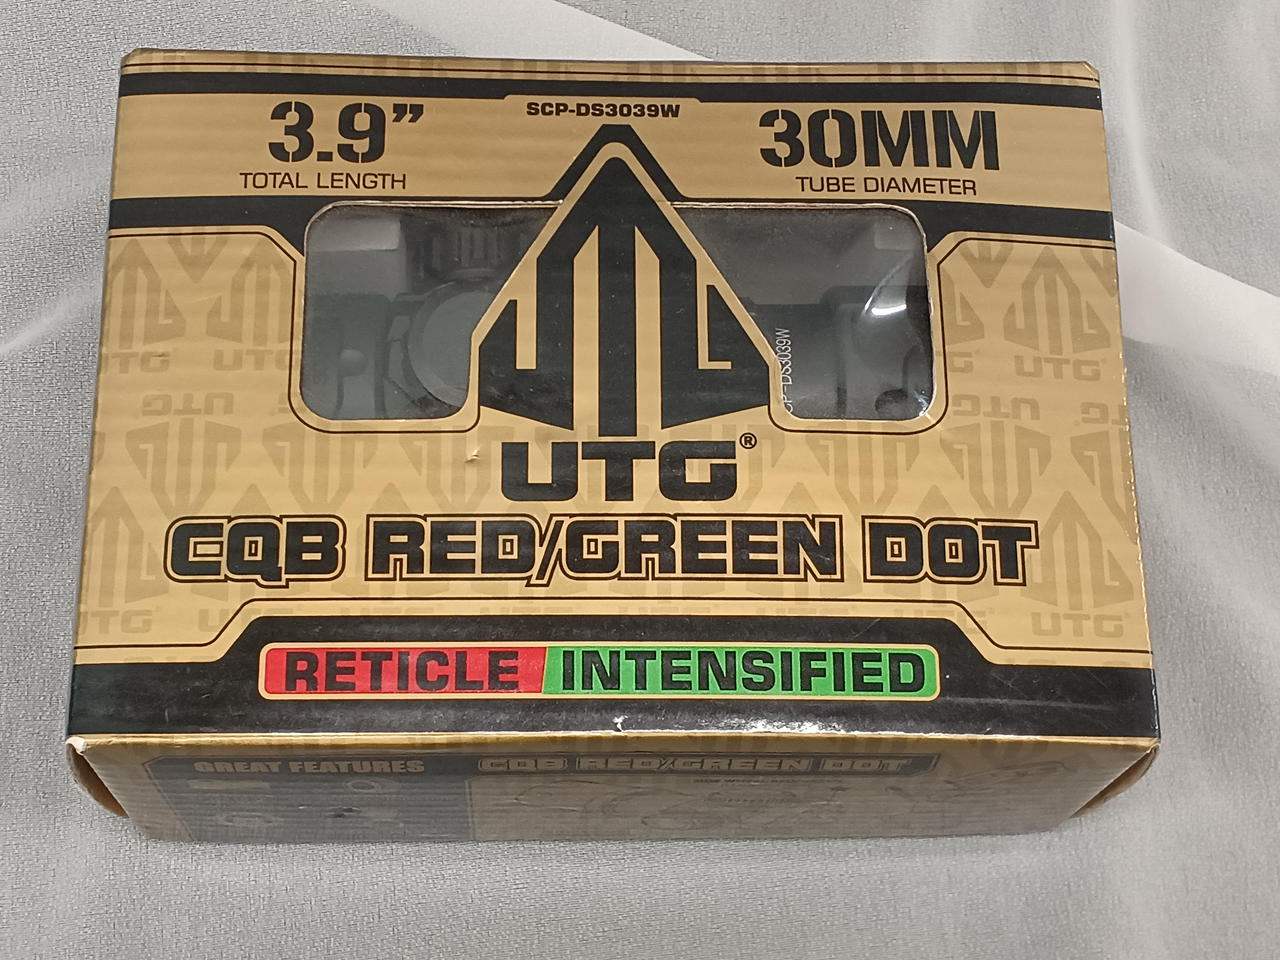 SCP-DS3039W
3.9”
TOTAL LENGTH
30MM
TUBE DIAMETER
UTG
UTG®
CQB RED/GREEN DOT
RETICLE INTENSIFIED
GREAT FEATURES
CQB RED/GREEN DOT